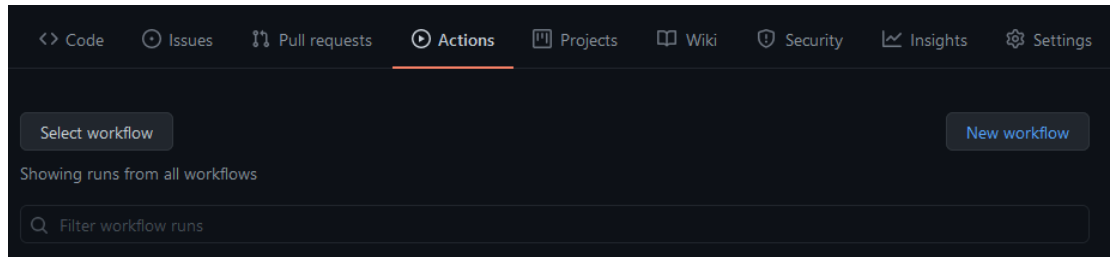 Code Issues Pull requests Actions Projects Wiki Security Insights Settings
Select workflow New workflow
Showing runs from all workflows
Filter workflow runs